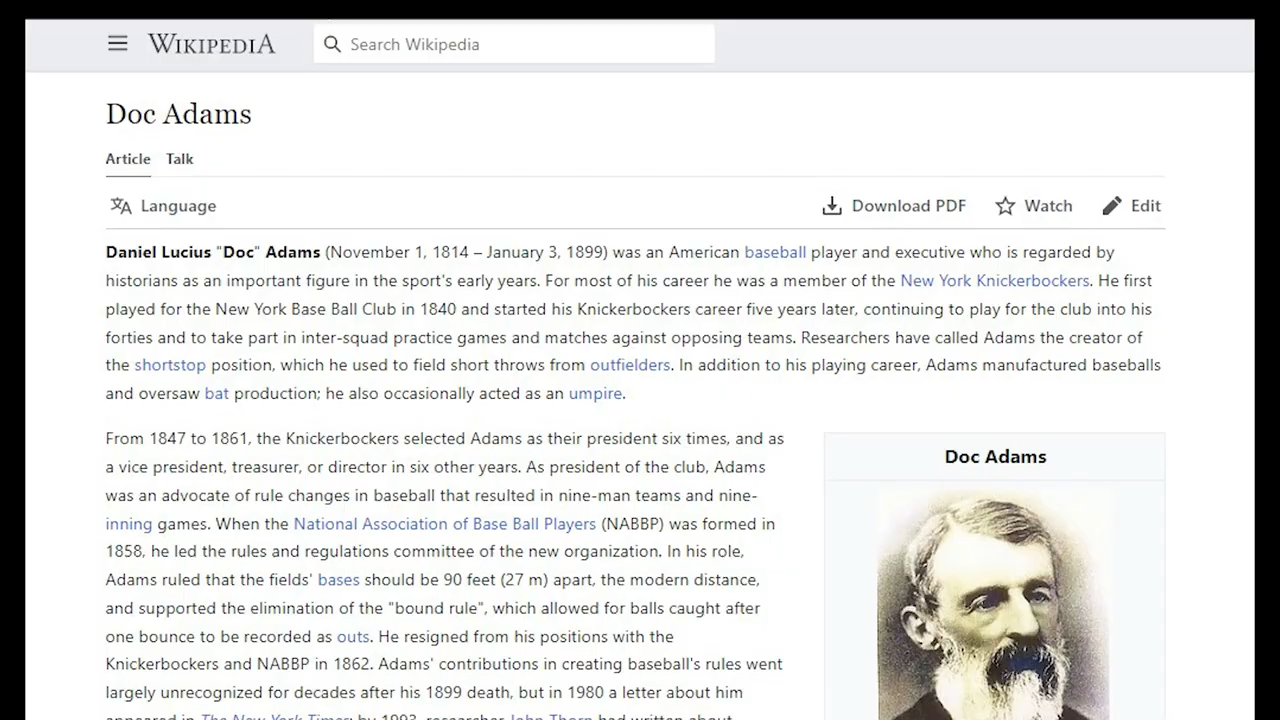 WIKIPEDIA
Search Wikipedia
Doc Adams
Article Talk
Language
Download PDF Watch Edit
Daniel Lucius "Doc" Adams (November 1, 1814 – January 3, 1899) was an American baseball player and executive who is regarded by
historians as an important figure in the sport's early years. For most of his career he was a member of the New York Knickerbockers. He first
played for the New York Base Ball Club in 1840 and started his Knickerbockers career five years later, continuing to play for the club into his
forties and to take part in inter-squad practice games and matches against opposing teams. Researchers have called Adams the creator of
the shortstop position, which he used to field short throws from outfielders. In addition to his playing career, Adams manufactured baseballs
and oversaw bat production; he also occasionally acted as an umpire.
From 1847 to 1861, the Knickerbockers selected Adams as their president six times, and as
a vice president, treasurer, or director in six other years. As president of the club, Adams
was an advocate of rule changes in baseball that resulted in nine-man teams and nine-
inning games. When the National Association of Base Ball Players (NABBP) was formed in
1858, he led the rules and regulations committee of the new organization. In his role,
Adams ruled that the fields' bases should be 90 feet (27 m) apart, the modern distance,
and supported the elimination of the "bound rule", which allowed for balls caught after
one bounce to be recorded as outs. He resigned from his positions with the
Knickerbockers and NABBP in 1862. Adams' contributions in creating baseball's rules went
largely unrecognized for decades after his 1899 death, but in 1980 a letter about him
appeared in The New York Times; by 1993, researcher John Thorn had written about
Doc Adams